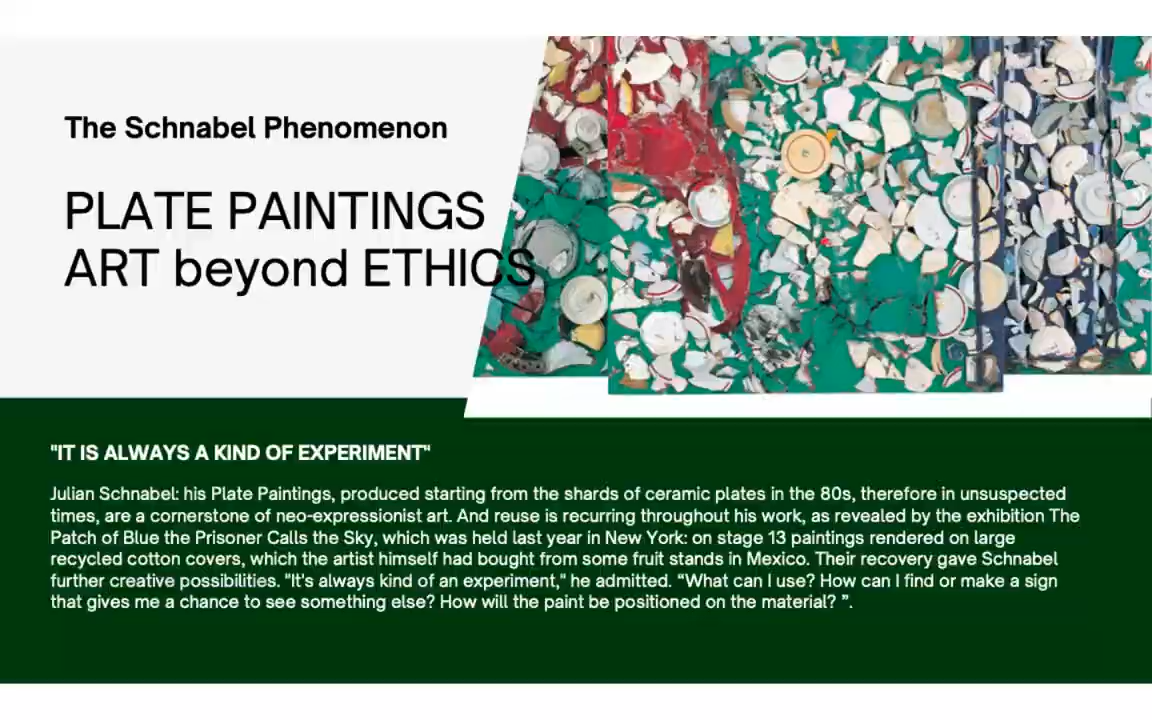 The Schnabel Phenomenon
PLATE PAINTINGS
ART beyond ETHICS
"IT IS ALWAYS A KIND OF EXPERIMENT"
Julian Schnabel: his Plate Paintings, produced starting from the shards of ceramic plates in the 80s, therefore in unsuspected
times, are a cornerstone of neo-expressionist art. And reuse is recurring throughout his work, as revealed by the exhibition The
Patch of Blue the Prisoner Calls the Sky, which was held last year in New York: on stage 13 paintings rendered on large
recycled cotton covers, which the artist himself had bought from some fruit stands in Mexico. Their recovery gave Schnabel
further creative possibilities. "It's always kind of an experiment," he admitted. “What can I use? How can I find or make a sign
that gives me a chance to see something else? How will the paint be positioned on the material? ”.